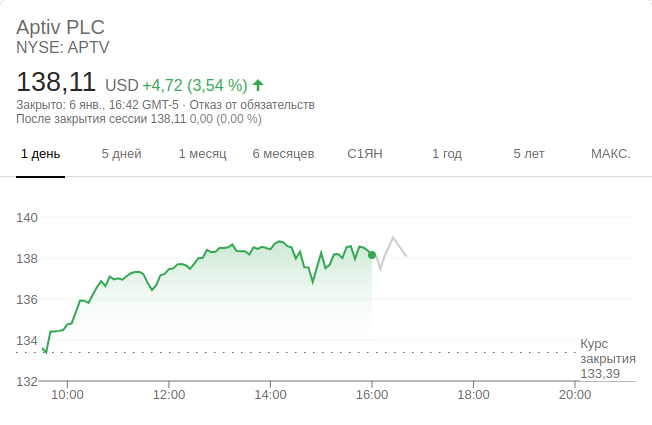 Aptiv PLC
NYSE: APTV
138,11 USD +4,72 (3,54 %)
Закрыто: 6 янв., 16:42 GMT-5 · Отказ от обязательств
После закрытия сессии 138,11 0,00 (0,00 %)
1 день 5 дней 1 месяц 6 месяцев С1ЯН 1 год 5 лет МАКС.
140
138
136
134
Курс
закрытия
133,39
132
10:00 12:00 14:00 16:00 18:00 20:00